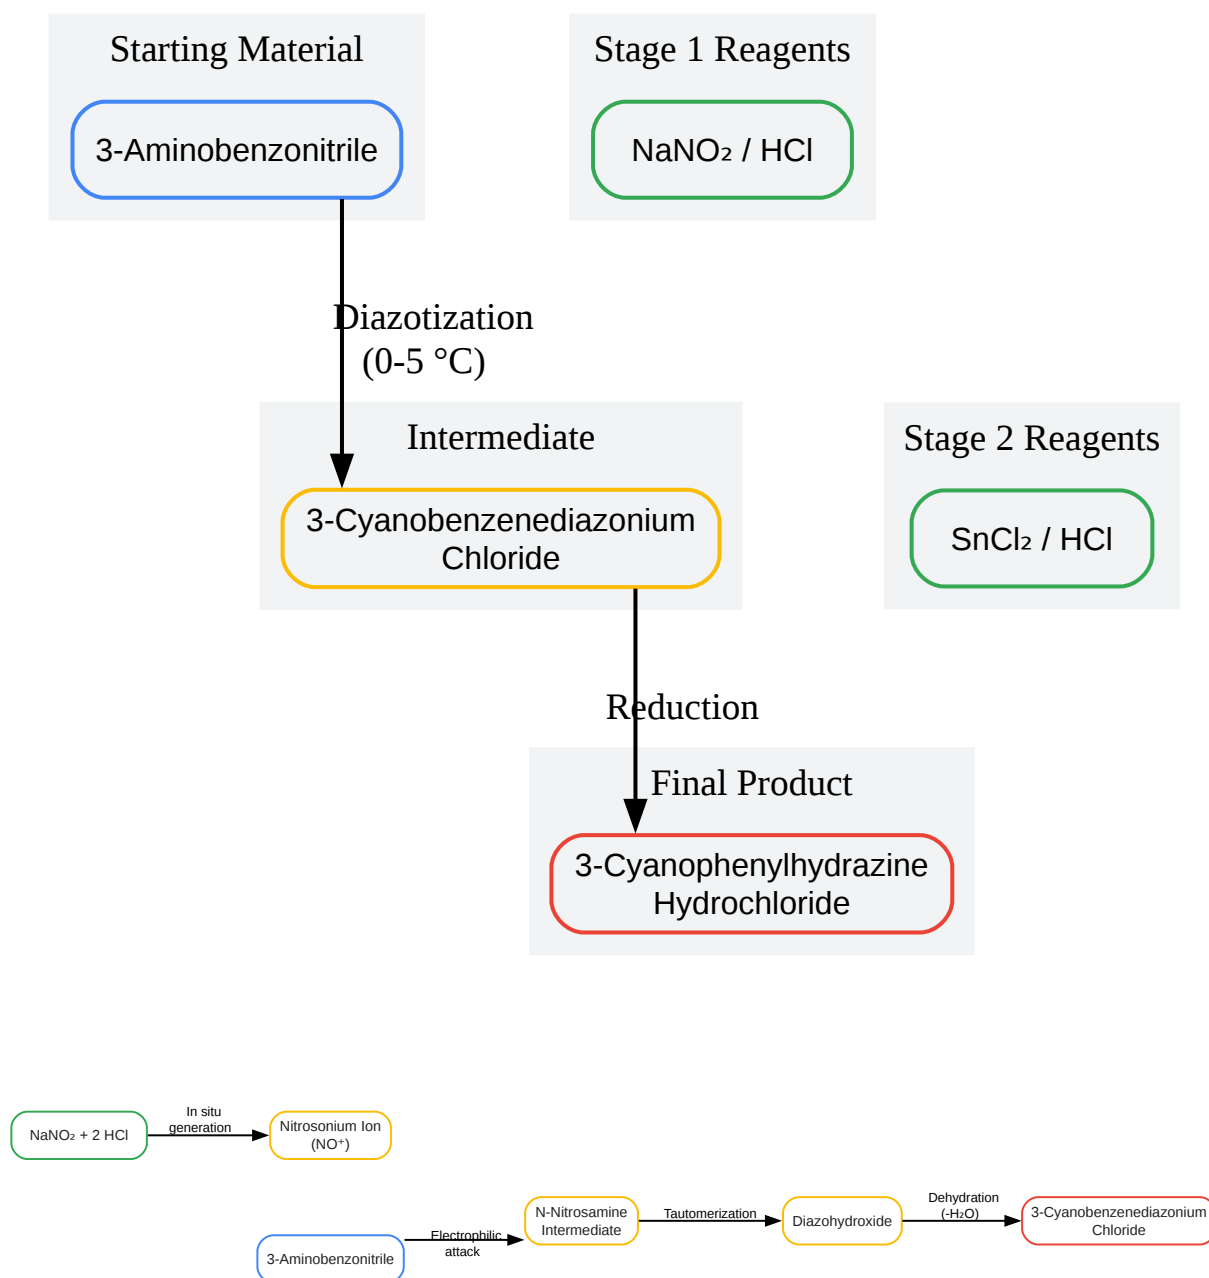 Starting Material
3-Aminobenzonitrile
Stage 1 Reagents
NaNO₂ / HCl
Diazotization
(0-5 °C)
Intermediate
3-Cyanobenzenediazonium
Chloride
Stage 2 Reagents
SnCl₂ / HCl
Reduction
Final Product
3-Cyanophenylhydrazine
Hydrochloride
NaNO₂ + 2 HCl
In situ
generation
Nitrosonium Ion
(NO⁺)
3-Aminobenzonitrile
Electrophilic
attack
N-Nitrosamine
Intermediate
Tautomerization
Diazohydroxide
Dehydration
(-H₂O)
3-Cyanobenzenediazonium
Chloride